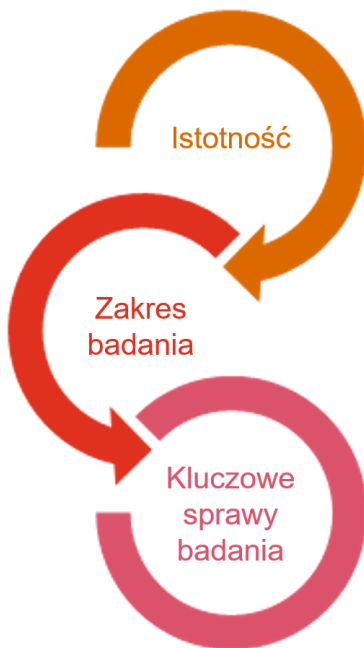 Istotność
Zakres
badania
Kluczowe
sprawy
badania